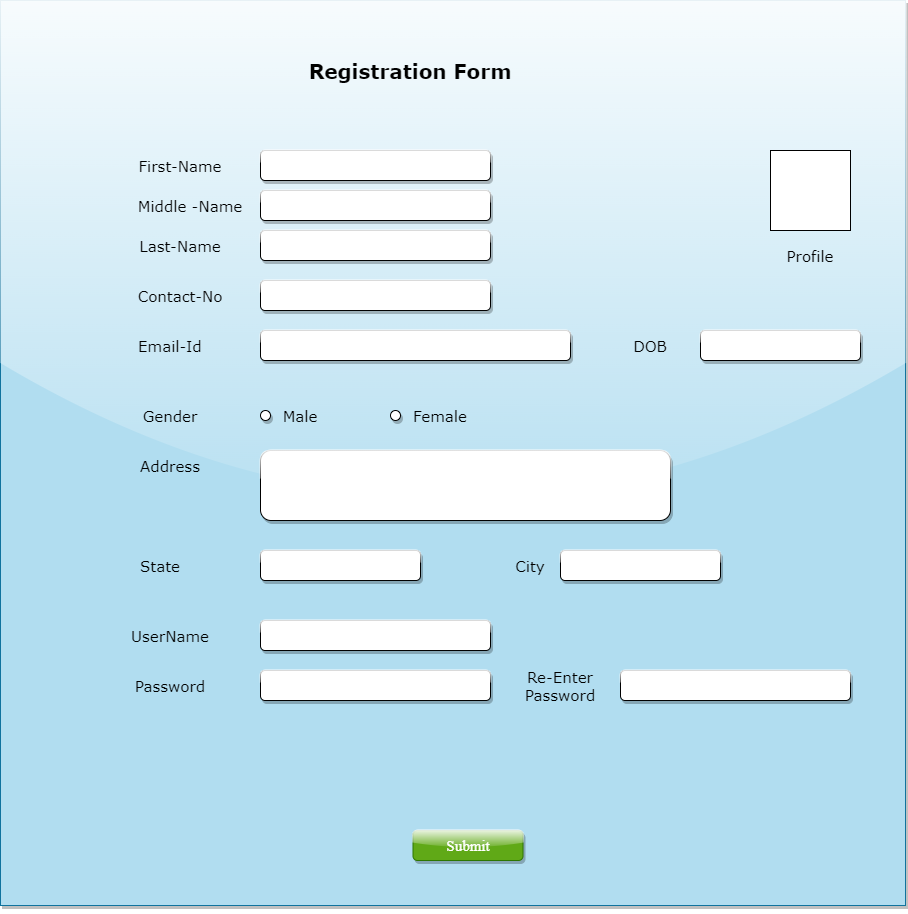 Registration Form
First-Name
Middle -Name
Last-Name
Profile
Contact-No
Email-Id
DOB
Gender
Male
Female
Address
State
City
UserName
Password
Re-Enter
Password
Submit